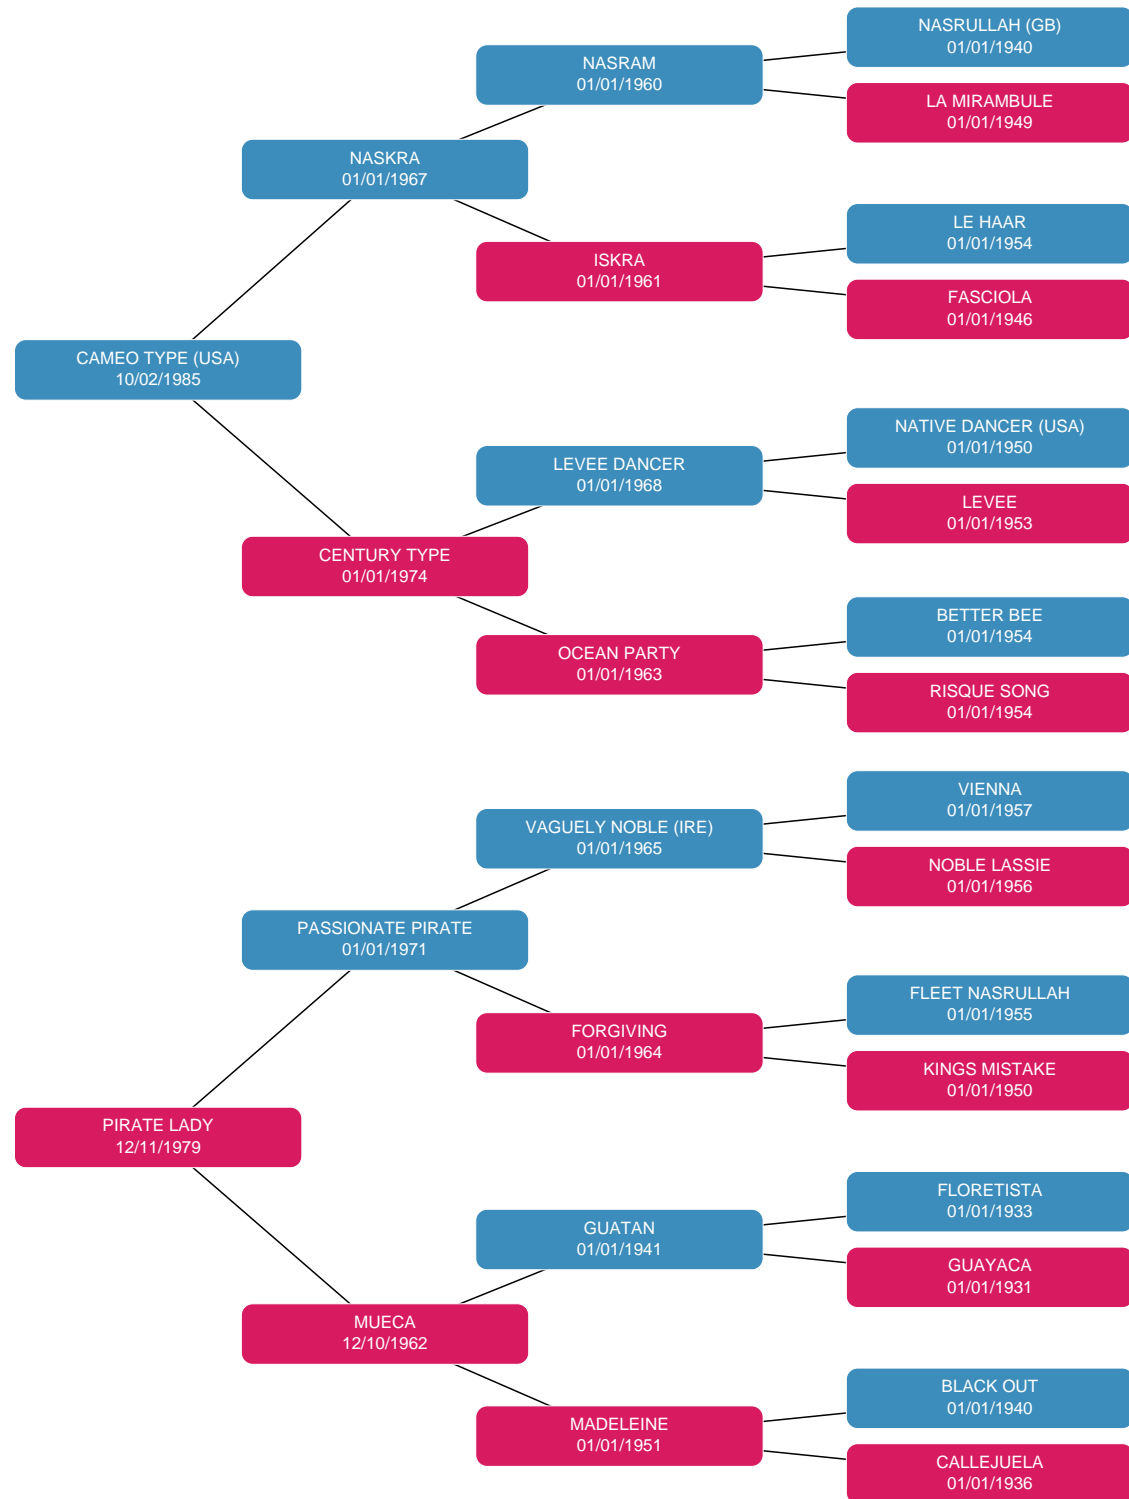 NASRULLAH (GB)
01/01/1940
NASRAM
01/01/1960
LA MIRAMBULE
01/01/1949
NASKRA
01/01/1967
LE HAAR
01/01/1954
ISKRA
01/01/1961
FASCIOLA
01/01/1946
CAMEO TYPE (USA)
10/02/1985
NATIVE DANCER (USA)
01/01/1950
LEVEE DANCER
01/01/1968
LEVEE
01/01/1953
CENTURY TYPE
01/01/1974
BETTER BEE
01/01/1954
OCEAN PARTY
01/01/1963
RISQUE SONG
01/01/1954
VIENNA
01/01/1957
VAGUELY NOBLE (IRE)
01/01/1965
NOBLE LASSIE
01/01/1956
PASSIONATE PIRATE
01/01/1971
FLEET NASRULLAH
01/01/1955
FORGIVING
01/01/1964
KINGS MISTAKE
01/01/1950
PIRATE LADY
12/11/1979
FLORETISTA
01/01/1933
GUATAN
01/01/1941
GUAYACA
01/01/1931
MUECA
12/10/1962
BLACK OUT
01/01/1940
MADELEINE
01/01/1951
CALLEJUELA
01/01/1936